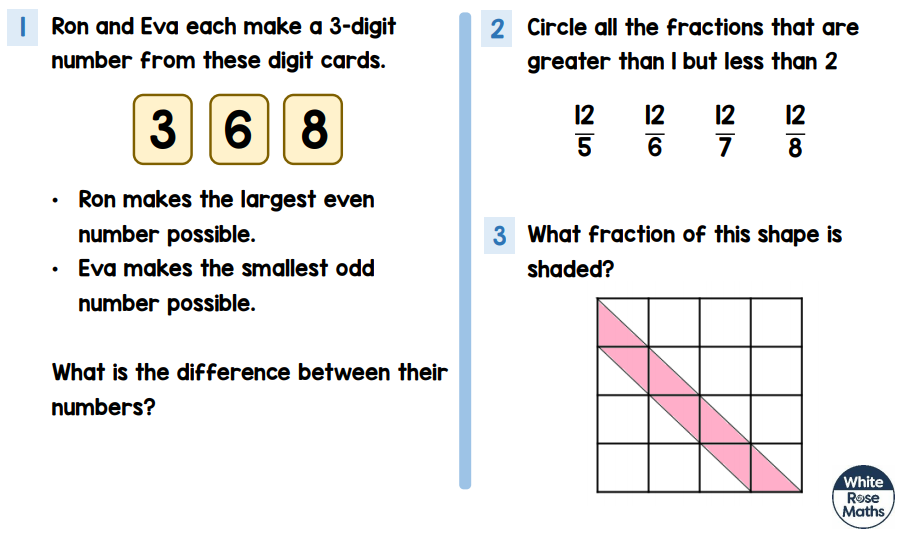 1 Ron and Eva each make a 3-digit
number from these digit cards.
3 6 8
• Ron makes the largest even
number possible.
• Eva makes the smallest odd
number possible.
What is the difference between their
numbers?
2 Circle all the fractions that are
greater than 1 but less than 2
12 12 12 12
5 6 7 8
3 What fraction of this shape is
shaded?
White
Rose
Maths